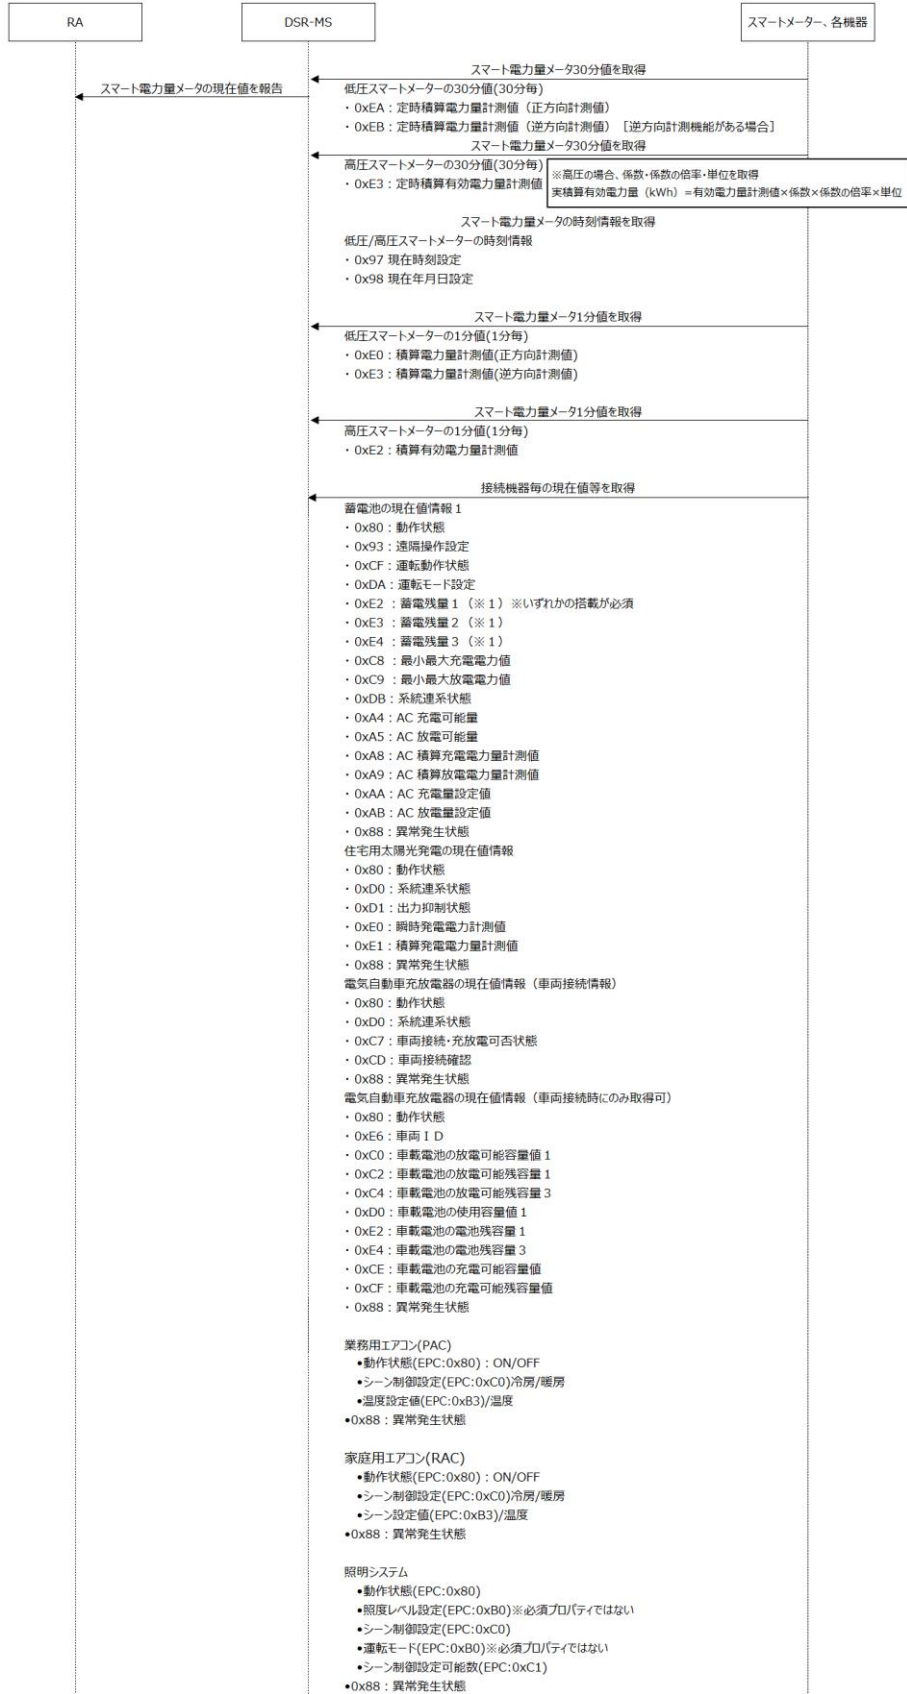 RA
DSR-MS
スマートメーター、各機器
スマート電力量メータ30分値を取得
スマート電力量メータの現在値を報告
低圧スマートメーターの30分値(30分毎)
・0xEA：定時積算電力量計測値（正方向計測値）
・0xEB：定時積算電力量計測値（逆方向計測値）［逆方向計測機能がある場合］
スマート電力量メータ30分値を取得
高圧スマートメーターの30分値(30分毎)
・0xE3：定時積算有効電力量計測値
※高圧の場合、係数・係数の倍率・単位を取得
実積算有効電力量（kWh）=有効電力量計測値×係数×係数の倍率×単位
スマート電力量メータの時刻情報を取得
低圧/高圧スマートメーターの時刻情報
・0x97 現在時刻設定
・0x98 現在年月日設定
スマート電力量メータ1分値を取得
低圧スマートメーターの1分値(1分毎)
・0xE0：積算電力量計測値(正方向計測値)
・0xE3：積算電力量計測値(逆方向計測値)
スマート電力量メータ1分値を取得
高圧スマートメーターの1分値(1分毎)
・0xE2：積算有効電力量計測値
接続機器毎の現在値等を取得
蓄電池の現在値情報１
・0x80：動作状態
・0x93：遠隔操作設定
・0xCF：運転動作状態
・0xDA：運転モード設定
・0xE2 ：蓄電残量１（※１）※いずれかの搭載が必須
・0xE3 ：蓄電残量２（※１）
・0xE4 ：蓄電残量３（※１）
・0xC8 ：最小最大充電電力値
・0xC9 ：最小最大放電電力値
・0xDB：系統連系状態
・0xA4：AC 充電可能量
・0xA5：AC 放電可能量
・0xA8：AC 積算充電電力量計測値
・0xA9：AC 積算放電電力量計測値
・0xAA：AC 充電量設定値
・0xAB：AC 放電量設定値
・0x88：異常発生状態
住宅用太陽光発電の現在値情報
・0x80：動作状態
・0xD0：系統連系状態
・0xD1：出力抑制状態
・0xE0：瞬時発電電力計測値
・0xE1：積算発電電力量計測値
・0x88：異常発生状態
電気自動車充放電器の現在値情報（車両接続情報）
・0x80：動作状態
・0xD0：系統連系状態
・0xC7：車両接続・充放電可否状態
・0xCD：車両接続確認
・0x88：異常発生状態
電気自動車充放電器の現在値情報（車両接続時にのみ取得可）
・0x80：動作状態
・0xE6：車両ＩＤ
・0xC0：車載電池の放電可能容量値１
・0xC2：車載電池の放電可能残容量１
・0xC4：車載電池の放電可能残容量３
・0xD0：車載電池の使用容量値１
・0xE2：車載電池の電池残容量１
・0xE4：車載電池の電池残容量３
・0xCE：車載電池の充電可能容量値
・0xCF：車載電池の充電可能残容量値
・0x88：異常発生状態
業務用エアコン(PAC)
•動作状態(EPC:0x80)：ON/OFF
•シーン制御設定(EPC:0xC0)冷房/暖房
•温度設定値(EPC:0xB3)/温度
•0x88：異常発生状態
家庭用エアコン(RAC)
•動作状態(EPC:0x80)：ON/OFF
•シーン制御設定(EPC:0xC0)冷房/暖房
•シーン設定値(EPC:0xB3)/温度
•0x88：異常発生状態
照明システム
•動作状態(EPC:0x80)
•照度レベル設定(EPC:0xB0)※必須プロパティではない
•シーン制御設定(EPC:0xC0)
•運転モード(EPC:0xB0)※必須プロパティではない
•シーン制御設定可能数(EPC:0xC1)
•0x88：異常発生状態